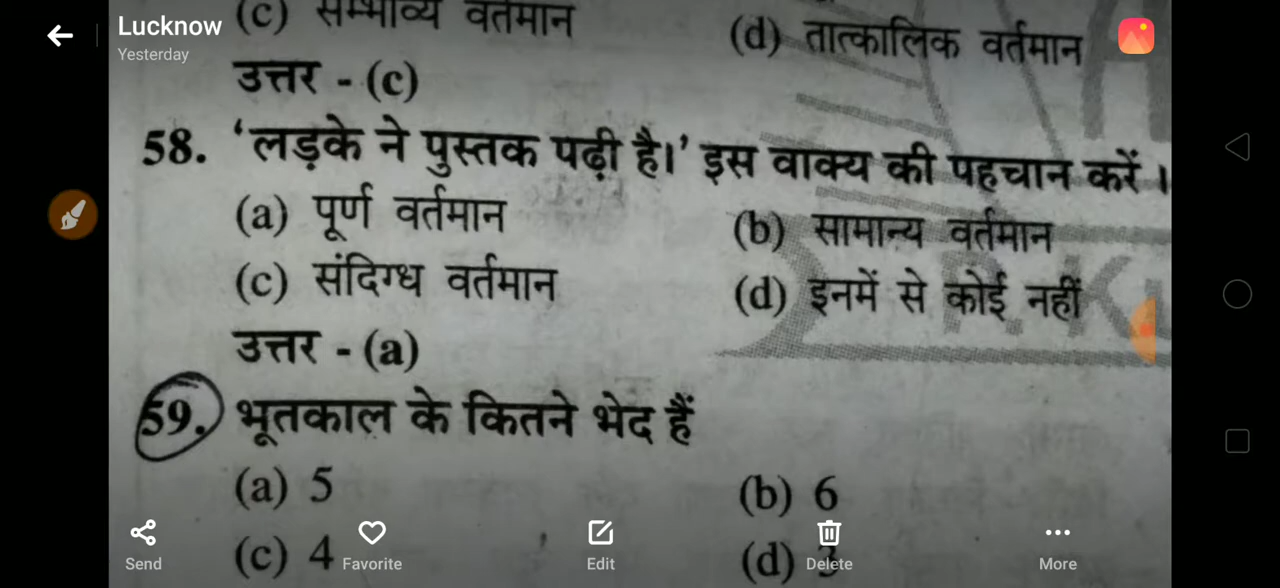 Lucknow
Yesterday
(c) सम्भाव्य वर्तमान (d) तात्कालिक वर्तमान
उत्तर - (c)
58. ‘लड़के ने पुस्तक पढ़ी है।’ इस वाक्य की पहचान करें ।
(a) पूर्ण वर्तमान (b) सामान्य वर्तमान
(c) संदिग्ध वर्तमान (d) इनमें से कोई नहीं
उत्तर - (a)
59. भूतकाल के कितने भेद हैं
(a) 5 (b) 6
(c) 4 (d) 3
Send Favorite Edit Delete More